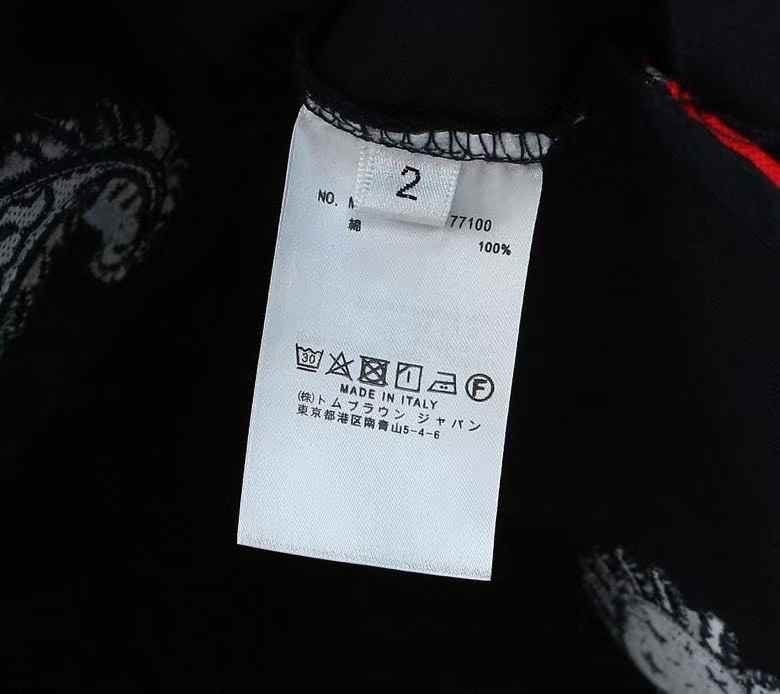 2
NO. 77100
綿
100%
30
F
MADE IN ITALY
(株)トムブラウン ジャパン
東京都港区南青山5-4-6